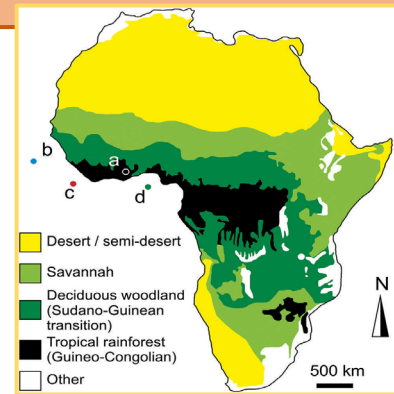 a
b
c
d
Desert / semi-desert
Savannah
Deciduous woodland
(Sudano-Guinean
transition)
Tropical rainforest
(Guineo-Congolian)
Other
N
500 km